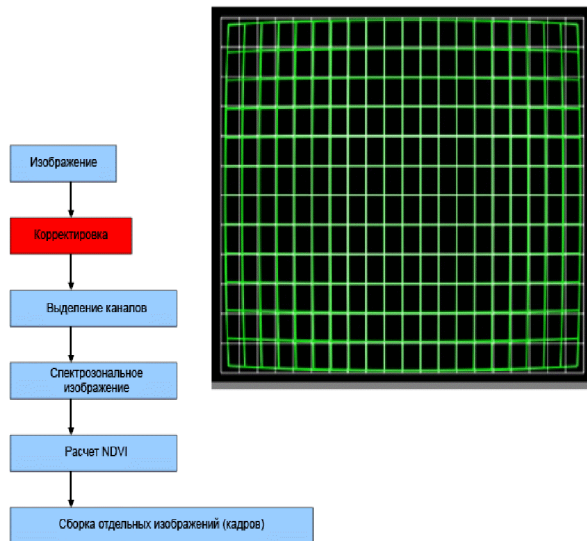 Изображение
Корректировка
Выделение каналов
Спектрозональное
изображение
Расчет NDVI
Сборка отдельных изображений (кадров)